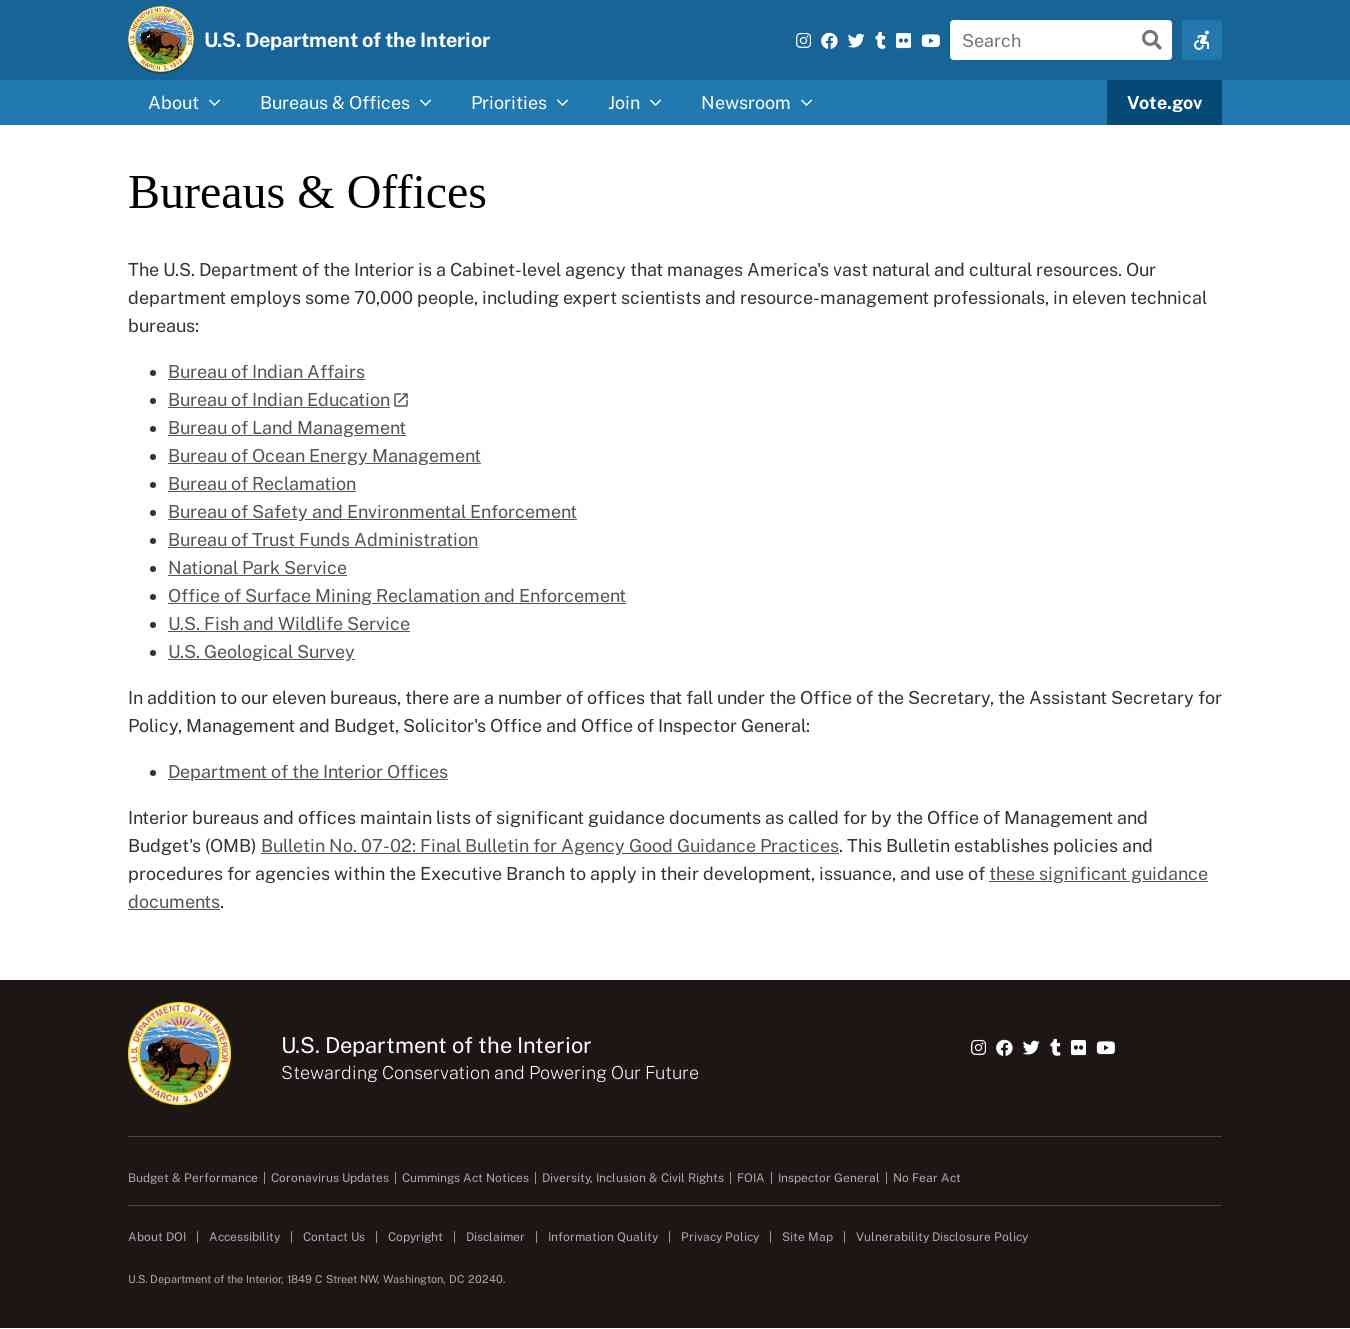 U.S. Department of the Interior
Search
About
Bureaus & Offices
Priorities
Join
Newsroom
Vote.gov
Bureaus & Offices
The U.S. Department of the Interior is a Cabinet-level agency that manages America's vast natural and cultural resources. Our
department employs some 70,000 people, including expert scientists and resource-management professionals, in eleven technical
bureaus:
Bureau of Indian Affairs
Bureau of Indian Education
Bureau of Land Management
Bureau of Ocean Energy Management
Bureau of Reclamation
Bureau of Safety and Environmental Enforcement
Bureau of Trust Funds Administration
National Park Service
Office of Surface Mining Reclamation and Enforcement
U.S. Fish and Wildlife Service
U.S. Geological Survey
In addition to our eleven bureaus, there are a number of offices that fall under the Office of the Secretary, the Assistant Secretary for
Policy, Management and Budget, Solicitor's Office and Office of Inspector General:
Department of the Interior Offices
Interior bureaus and offices maintain lists of significant guidance documents as called for by the Office of Management and
Budget's (OMB) Bulletin No. 07-02: Final Bulletin for Agency Good Guidance Practices. This Bulletin establishes policies and
procedures for agencies within the Executive Branch to apply in their development, issuance, and use of these significant guidance
documents.
U.S. DEPARTMENT OF THE INTERIOR
MARCH 3, 1849
U.S. Department of the Interior
Stewarding Conservation and Powering Our Future
Budget & Performance | Coronavirus Updates | Cummings Act Notices | Diversity, Inclusion & Civil Rights | FOIA | Inspector General | No Fear Act
About DOI | Accessibility | Contact Us | Copyright | Disclaimer | Information Quality | Privacy Policy | Site Map | Vulnerability Disclosure Policy
U.S. Department of the Interior, 1849 C Street NW, Washington, DC 20240.